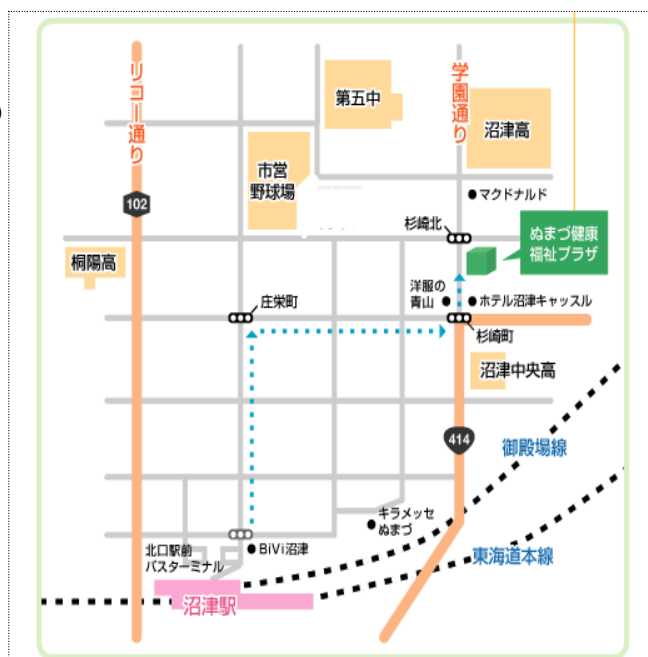 リコー通り
学園通り
第五中
沼津高
市営
野球場
マクドナルド
102
杉崎北
ぬまづ健康
福祉プラザ
桐陽高
洋服の
青山
ホテル沼津キャッスル
庄栄町
杉崎町
沼津中央高
414
御殿場線
キラメッセ
ぬまづ
北口駅前
バスターミナル
BiVi沼津
東海道本線
沼津駅